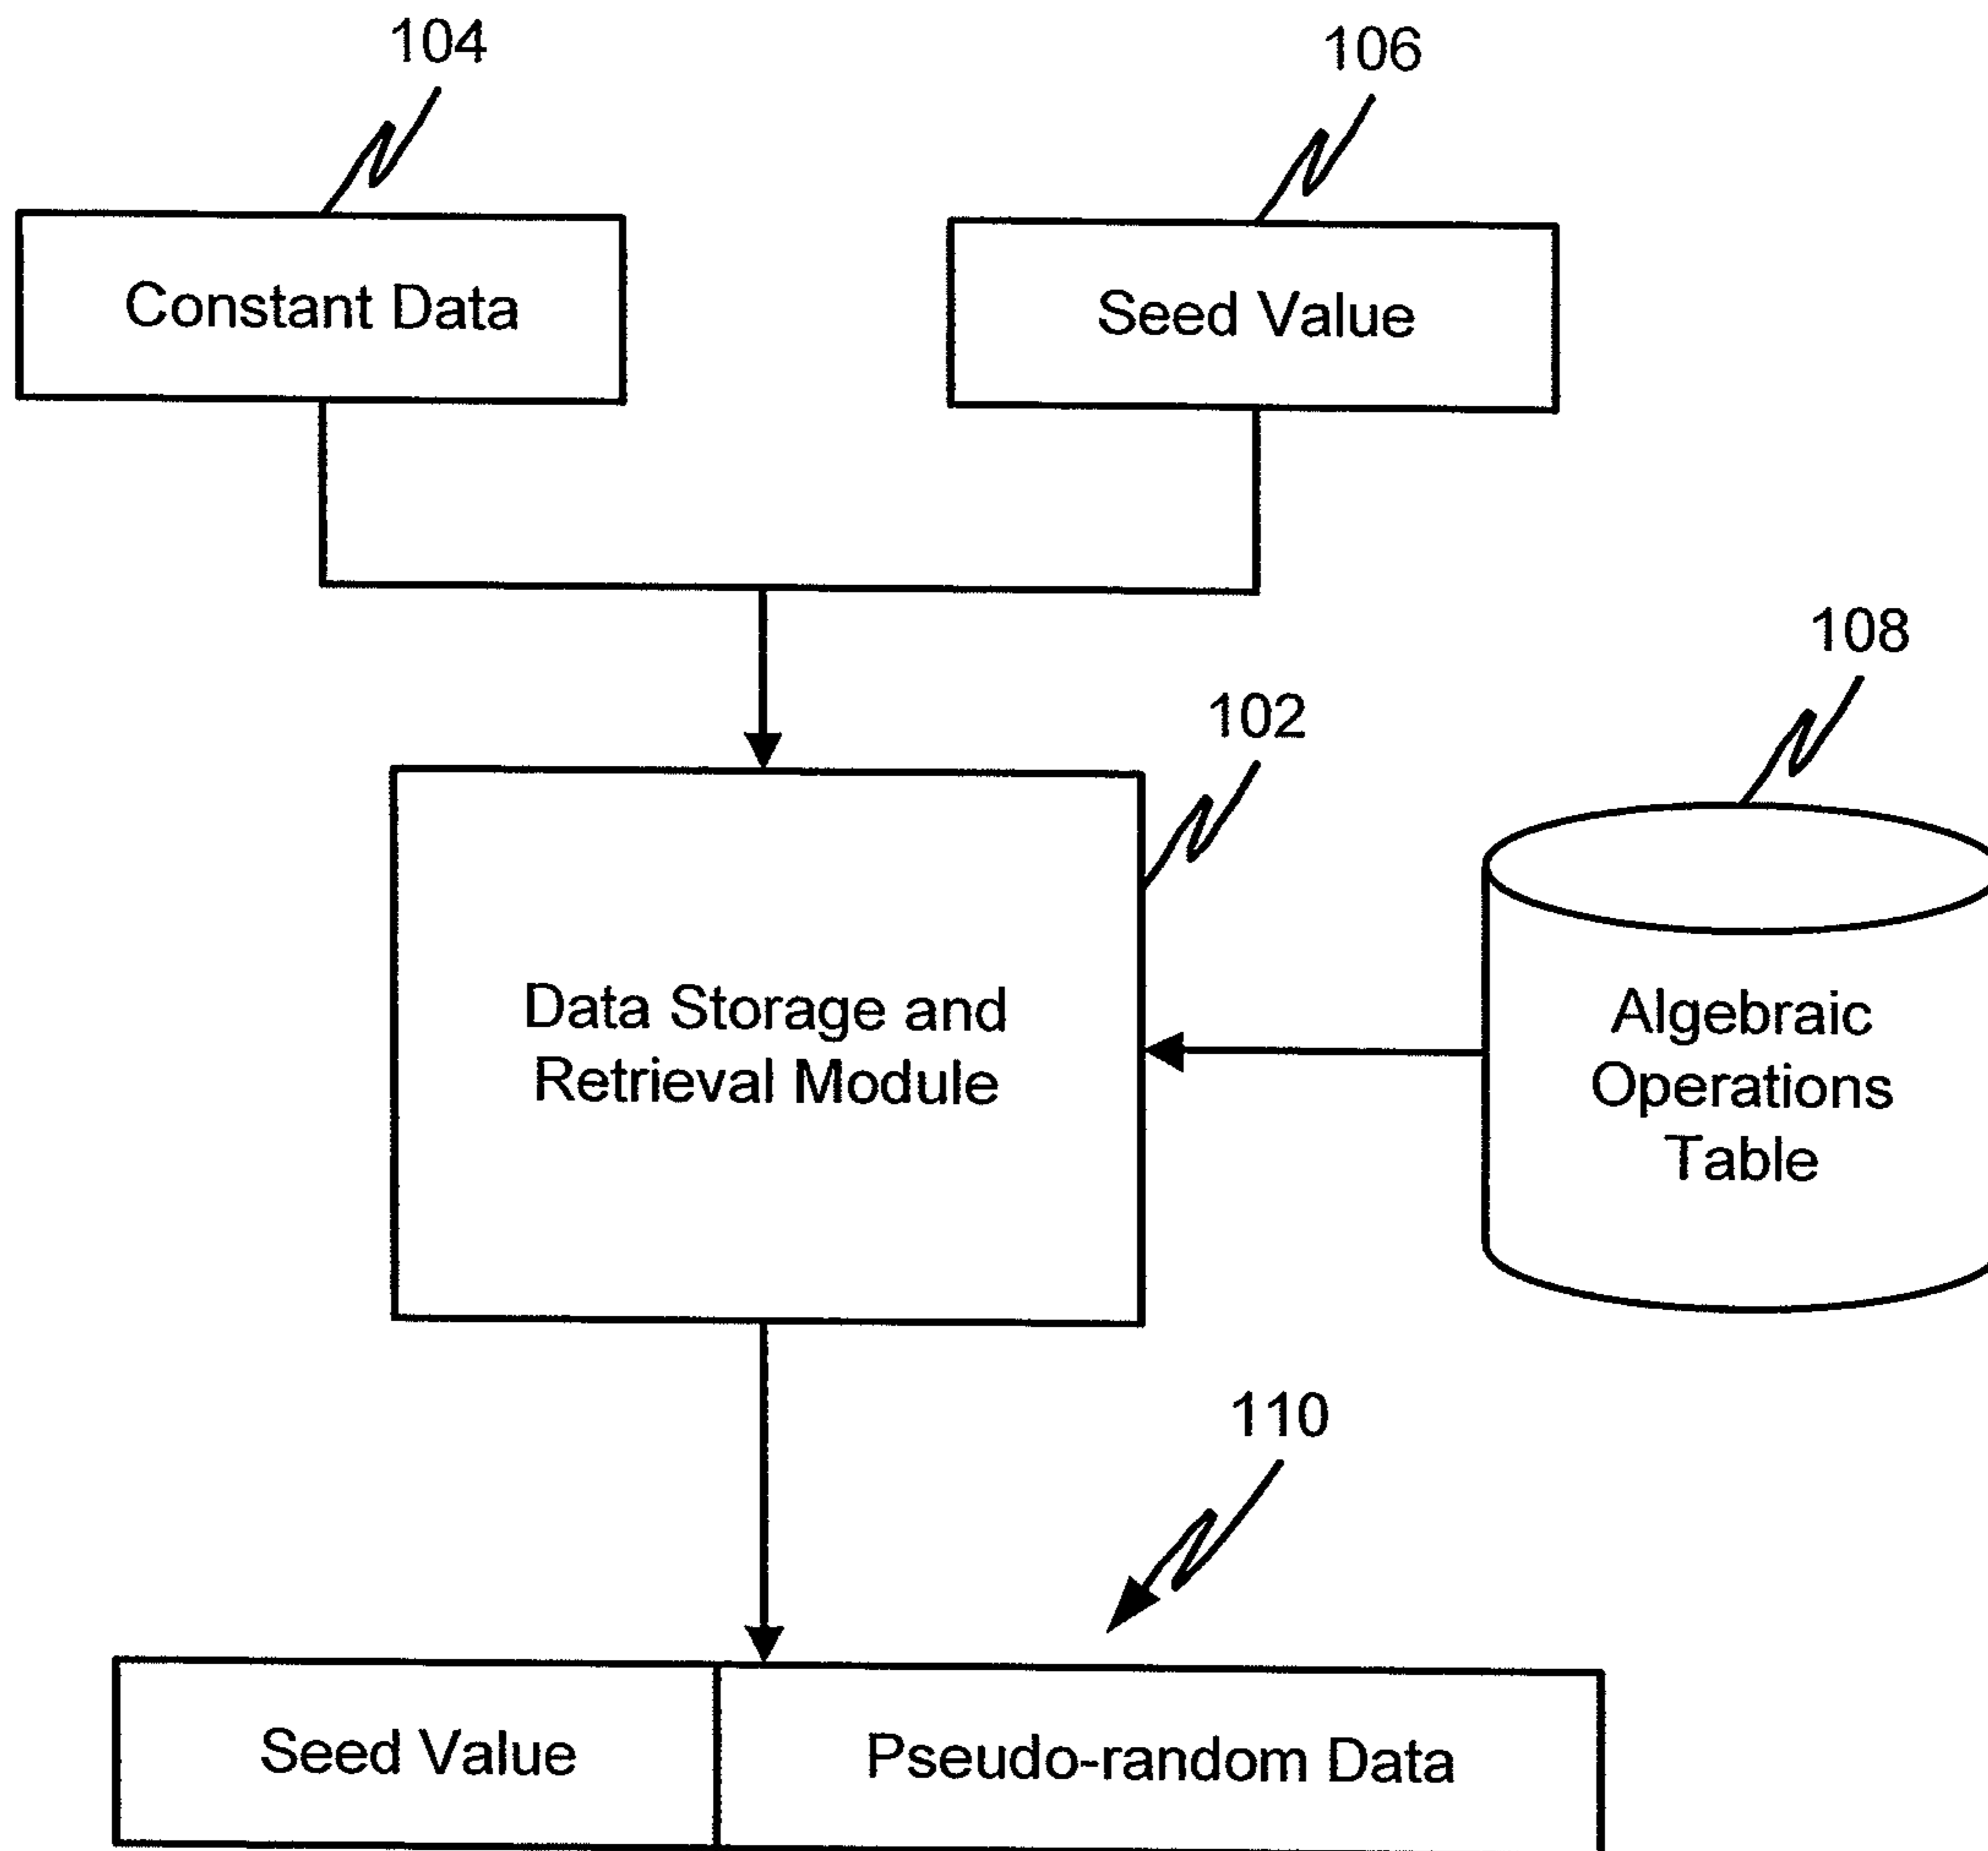 104
106
Constant Data
Seed Value
108
102
Data Storage and
Retrieval Module
Algebraic
Operations
Table
110
Seed Value
Pseudo-random Data